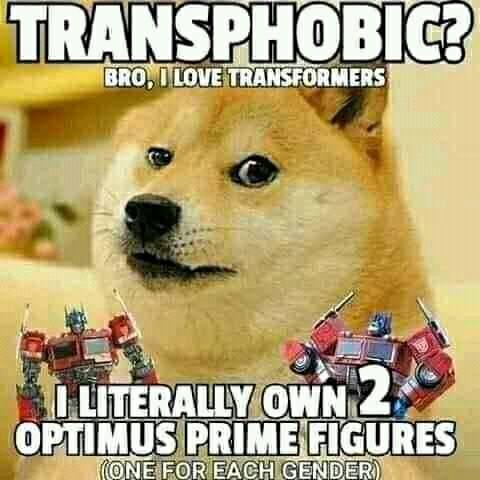 TRANSPHOBIC?
BRO, I LOVE TRANSFORMERS
I LITERALLY OWN 2
OPTIMUS PRIME FIGURES
(ONE FOR EACH GENDER)